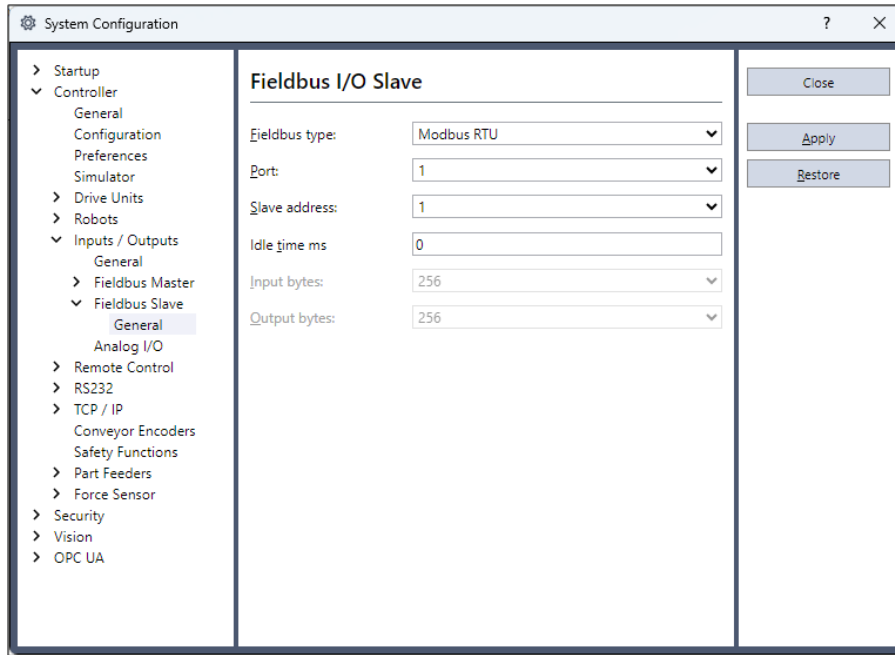 System Configuration
?
Startup
Controller
General
Configuration
Preferences
Simulator
Drive Units
Robots
Inputs / Outputs
General
Fieldbus Master
Fieldbus Slave
General
Analog I/O
Remote Control
RS232
TCP / IP
Conveyor Encoders
Safety Functions
Part Feeders
Force Sensor
Security
Vision
OPC UA
Fieldbus I/O Slave
Fieldbus type: Modbus RTU
Port: 1
Slave address: 1
Idle time ms 0
Input bytes: 256
Output bytes: 256
Close
Apply
Restore